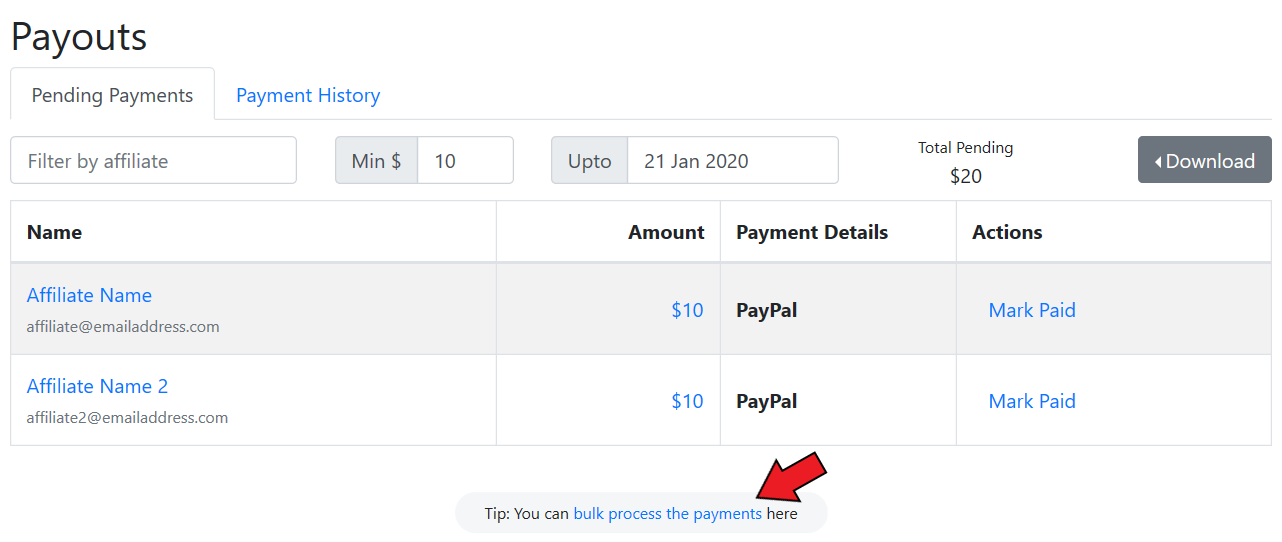 Payouts
Pending Payments
Payment History
Filter by affiliate
Min $
10
Upto
21 Jan 2020
Total Pending
$20
Download
Name
Amount
Payment Details
Actions
Affiliate Name
affiliate@emailaddress.com
$10
PayPal
Mark Paid
Affiliate Name 2
affiliate2@emailaddress.com
$10
PayPal
Mark Paid
Tip: You can bulk process the payments here